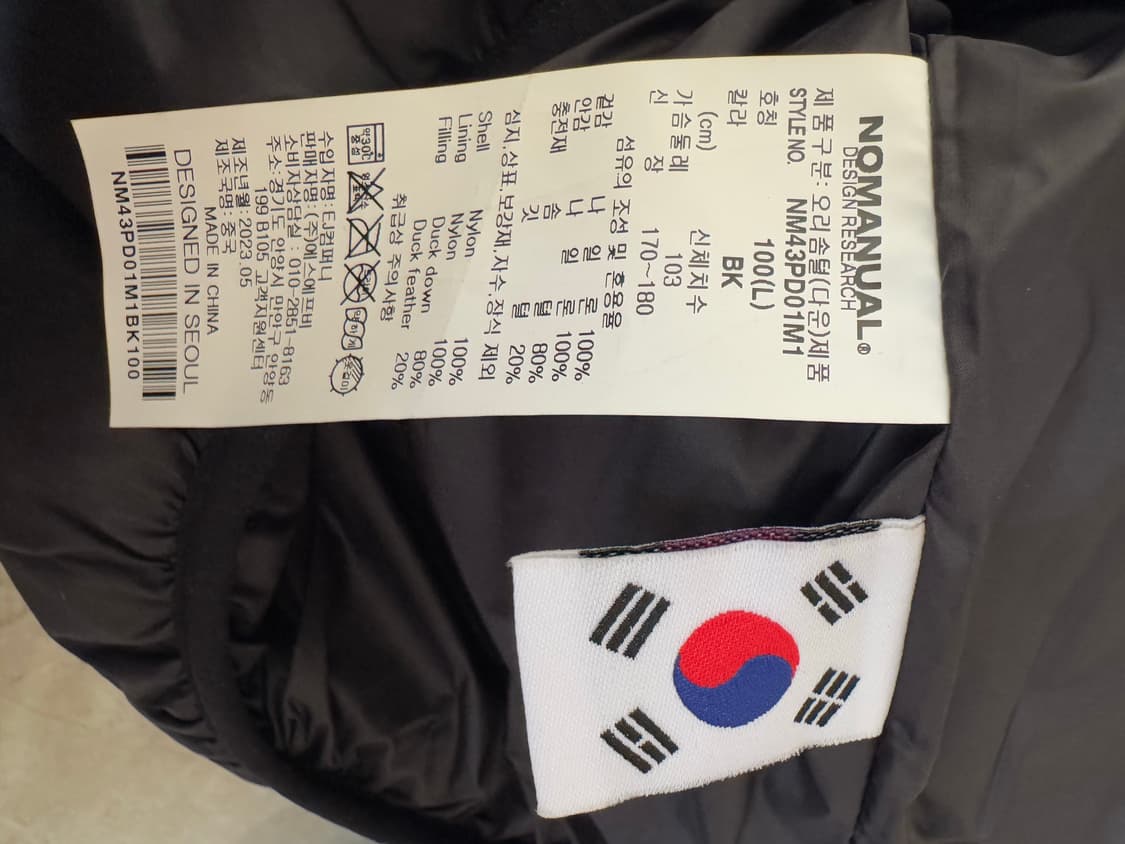 NOMANUAL®
DESIGN RESEARCH
제 품 구 분: 오 리 솜 털(다 운)제 품
STYLE NO. NM43PD01M1
호칭 100(L)
칼라 BK
(cm) 신체치수
가 슴 둘 레 103
신 장 170~180
섬유의 조성 및 혼용율
겉감 나 일 론 100%
안감 나 일 론 100%
충전재 솜 털 80%
깃 털 20%
심지,상표,보강재,자수,장식 제외
Shell Nylon 100%
Lining Nylon 100%
Filling Duck down 80%
Duck feather 20%
취급상 주의사항
약30℃
중성
수입자명: EJ컴퍼니
판매자명: (주)에스에프비
소비자상담실 : 010-2851-8163
주소:경기도 안양시 만안구 안양동
199 B105 고객지원센터
제조년월: 2023.05
제조국명: 중국
MADE IN CHINA
DESIGNED IN SEOUL
NM43PD01M1BK100